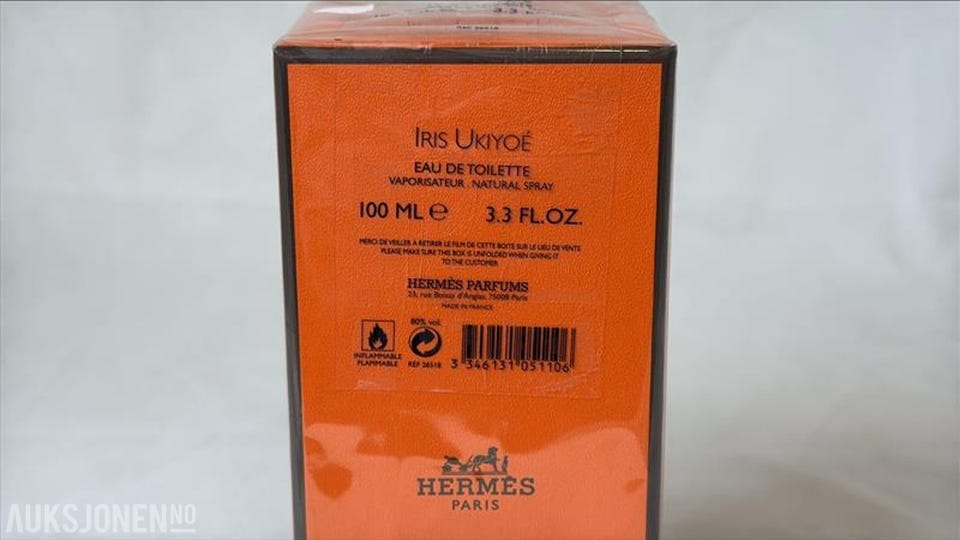 REF 26518
IRIS UKIYOÉ
EAU DE TOILETTE
VAPORISATEUR . NATURAL SPRAY
100 ML ℮ 3.3 FL.OZ.
MERCI DE VEILLER À RETIRER LE FILM DE CETTE BOITE SUR LE LIEU DE VENTE
PLEASE MAKE SURE THIS BOX IS UNFOLDED WHEN GIVING IT
TO THE CUSTOMER
HERMÈS PARFUMS
23, rue Boissy d'Anglas, 75008 Paris
MADE IN FRANCE
80% vol.
INFLAMMABLE
FLAMMABLE
REF 26518
3 346131 051106
HERMÈS
PARIS
AUKSJONEN.NO